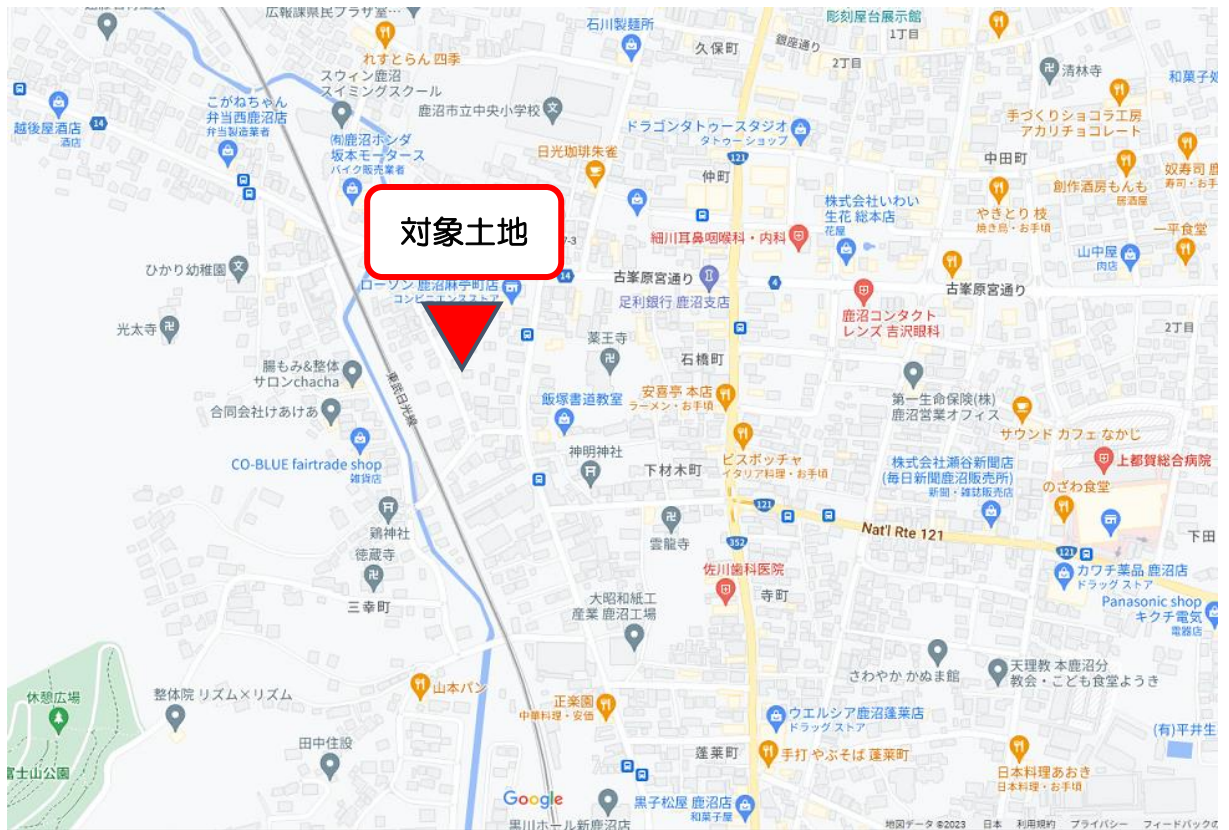 広報課県民プラザ室…
れすとらん 四季
スウィン鹿沼
スイミングスクール
石川製麺所
久保町
銀座通り
彫刻屋台展示館
1丁目
2丁目
清林寺
手づくりショコラ工房
アカリチョコレート
越後屋酒店
酒店
14
こがねちゃん
弁当西鹿沼店
弁当製造業者
㈲鹿沼ホンダ
坂本モータース
バイク販売業者
鹿沼市立中央小学校
日光珈琲朱雀
ドラゴンタトゥースタジオ
タトゥー ショップ
121
仲町
中田町
創作酒房もんも
居酒屋
株式会社いわい
生花 総本店
花屋
やきとり 枝
焼き鳥・お手頃
一平食堂
山中屋
肉店
対象土地
細川耳鼻咽喉科・内科
ひかり幼稚園
14
古峯原宮通り
4
古峯原宮通り
コンビニエンスストア
足利銀行 鹿沼支店
鹿沼コンタクト
レンズ 吉沢眼科
光太寺
薬王寺
石橋町
2丁目
腸もみ&整体
サロンchacha
東武日光線
合同会社けあけあ
飯塚書道教室
安喜亭 本店
ラーメン・お手頃
第一生命保険(株)
鹿沼営業オフィス
サウンド カフェ なかじ
CO-BLUE fairtrade shop
雑貨店
神明神社
下材木町
ビスボッチャ
イタリア料理・お手頃
株式会社瀬谷新聞店
(毎日新聞鹿沼販売所)
新聞・雑誌販売店
上都賀総合病院
のざわ食堂
121
Nat'l Rte 121
鶏神社
徳蔵寺
雲龍寺
352
121
下田
カワチ薬品 鹿沼店
ドラッグ ストア
三幸町
大昭和紙工
産業 鹿沼工場
佐川歯科医院
寺町
Panasonic shop
キクチ電気
電器店
さわやか かぬま館
天理教 本鹿沼分
教会・こども食堂ようき
休憩広場
整体院 リズム×リズム
山本パン
正楽園
中華料理・安価
ウエルシア鹿沼蓬莱店
ドラッグ ストア
(有)平井生
田中住設
蓬莱町
手打 やぶそば 蓬莱町
富士山公園
日本料理あおき
日本料理・お手頃
Google
黒川ホール新鹿沼店
黒子松屋 鹿沼店
和菓子屋
地図データ ©2023 日本 利用規約 プライバシー フィードバックの